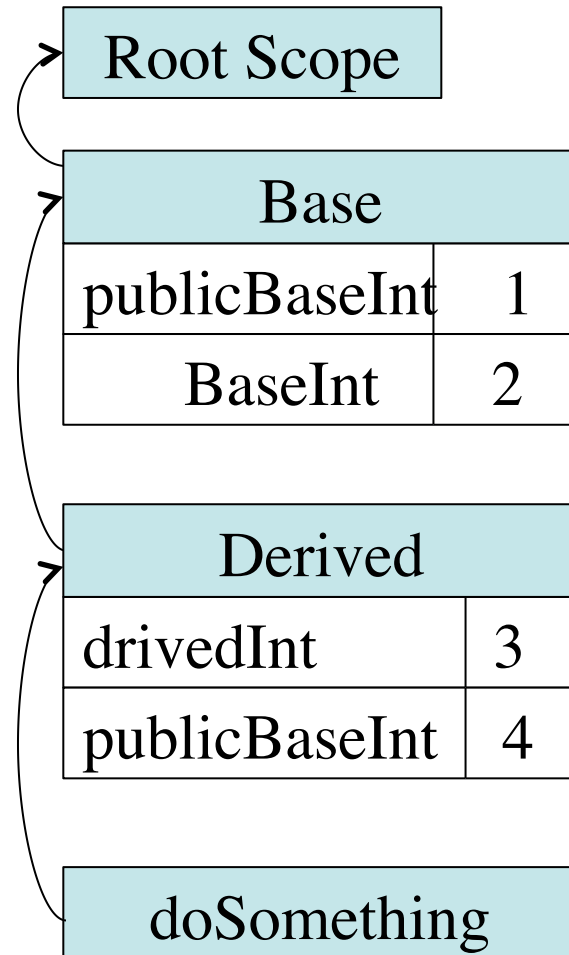 Root Scope
Base
publicBaseInt 1
BaseInt 2
Derived
drivedInt 3
publicBaseInt 4
doSomething